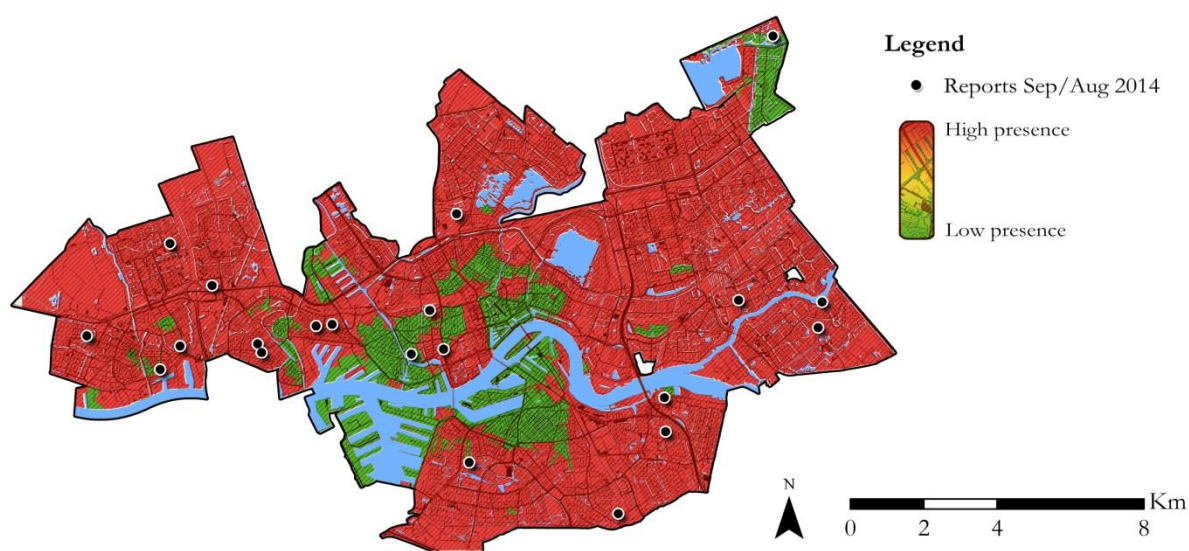 Legend
Reports Sep/Aug 2014
High presence
Low presence
N
Km
0 2 4 8